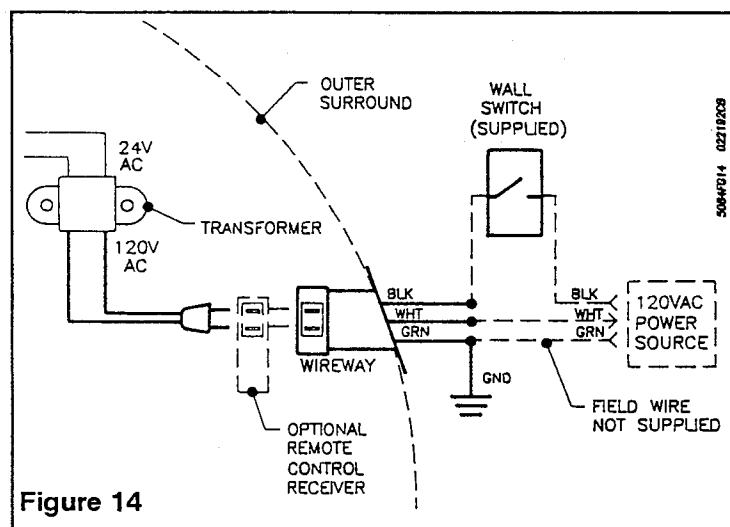 OUTER
SURROUND
WALL
SWITCH
(SUPPLIED)
24V
AC
TRANSFORMER
120V
AC
BLK
WHT
GRN
WIREWAY
GND
BLK
WHT
GRN
120VAC
POWER
SOURCE
FIELD WIRE
NOT SUPPLIED
OPTIONAL
REMOTE
CONTROL
RECEIVER
Figure 14